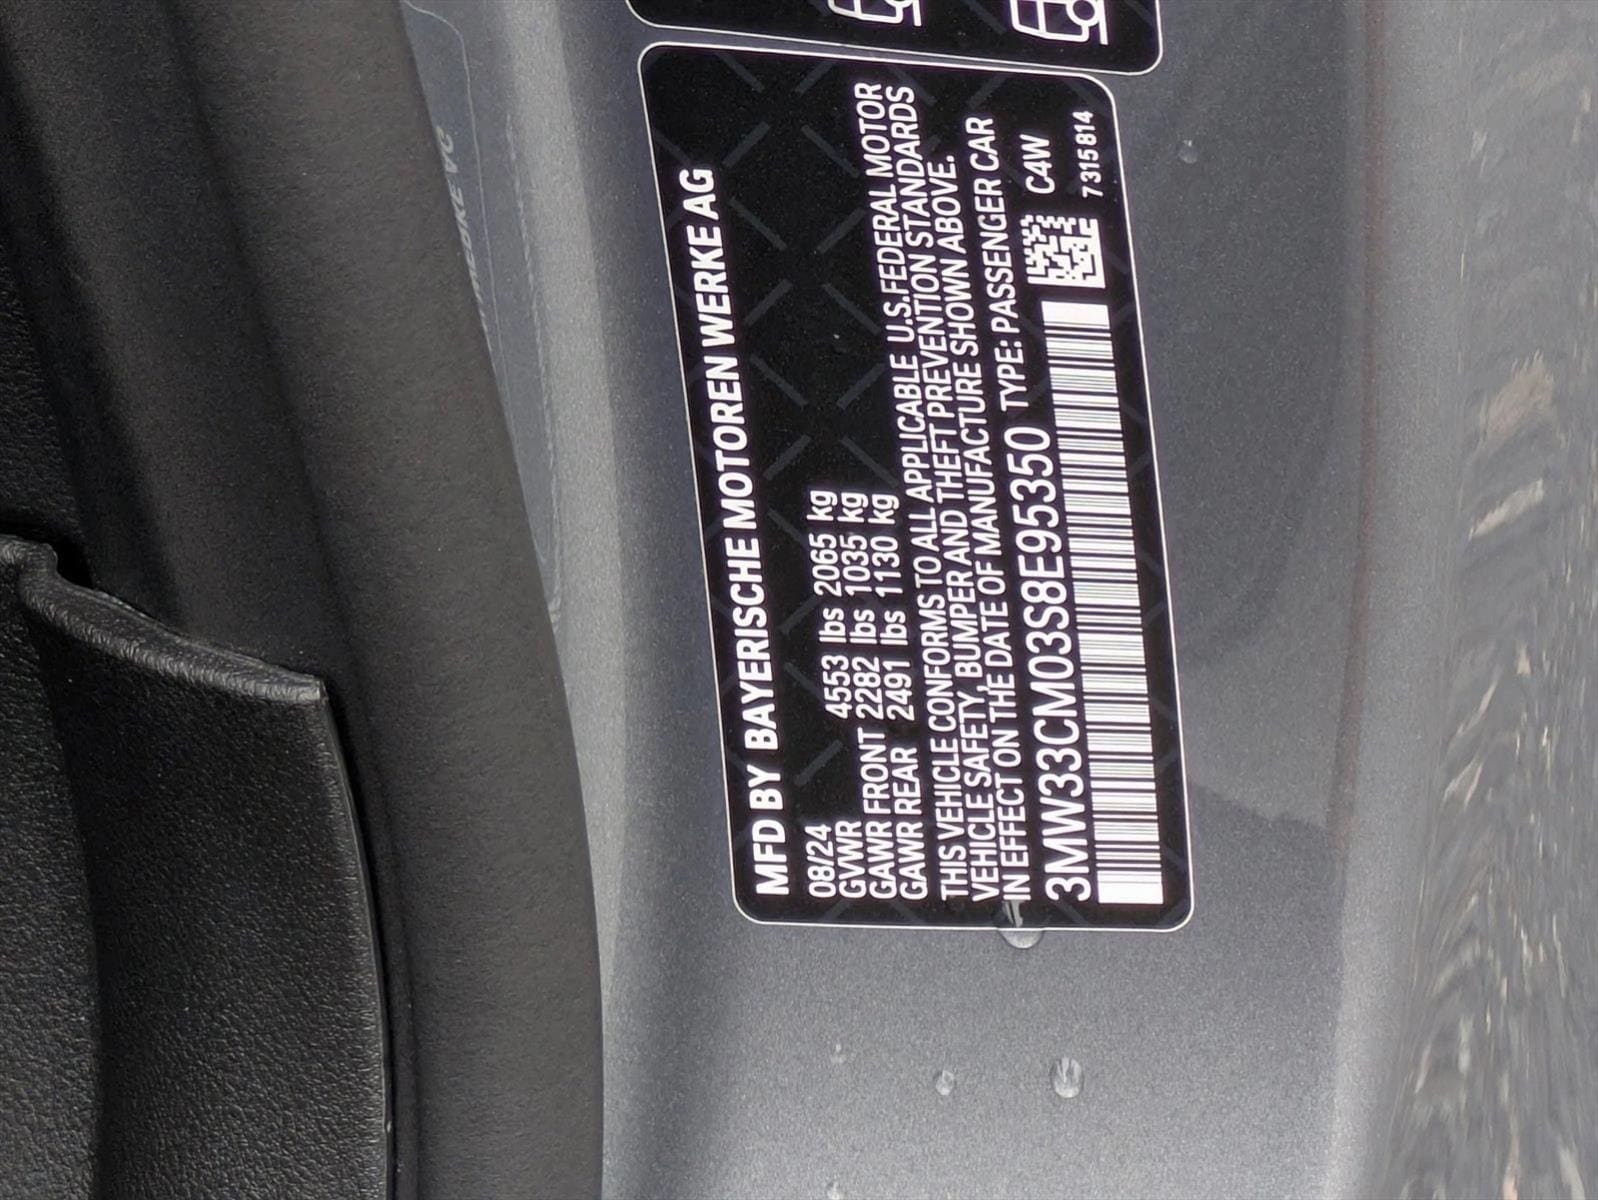 MFD BY BAYERISCHE MOTOREN WERKE AG
08/24
GVWR 4553 lbs 2065 kg
GAWR FRONT 2282 lbs 1035 kg
GAWR REAR 2491 lbs 1130 kg
THIS VEHICLE CONFORMS TO ALL APPLICABLE U.S.FEDERAL MOTOR
VEHICLE SAFETY, BUMPER AND THEFT PREVENTION STANDARDS
IN EFFECT ON THE DATE OF MANUFACTURE SHOWN ABOVE.
3MW33CM03S8E95350 TYPE: PASSENGER CAR
C4W
7315814